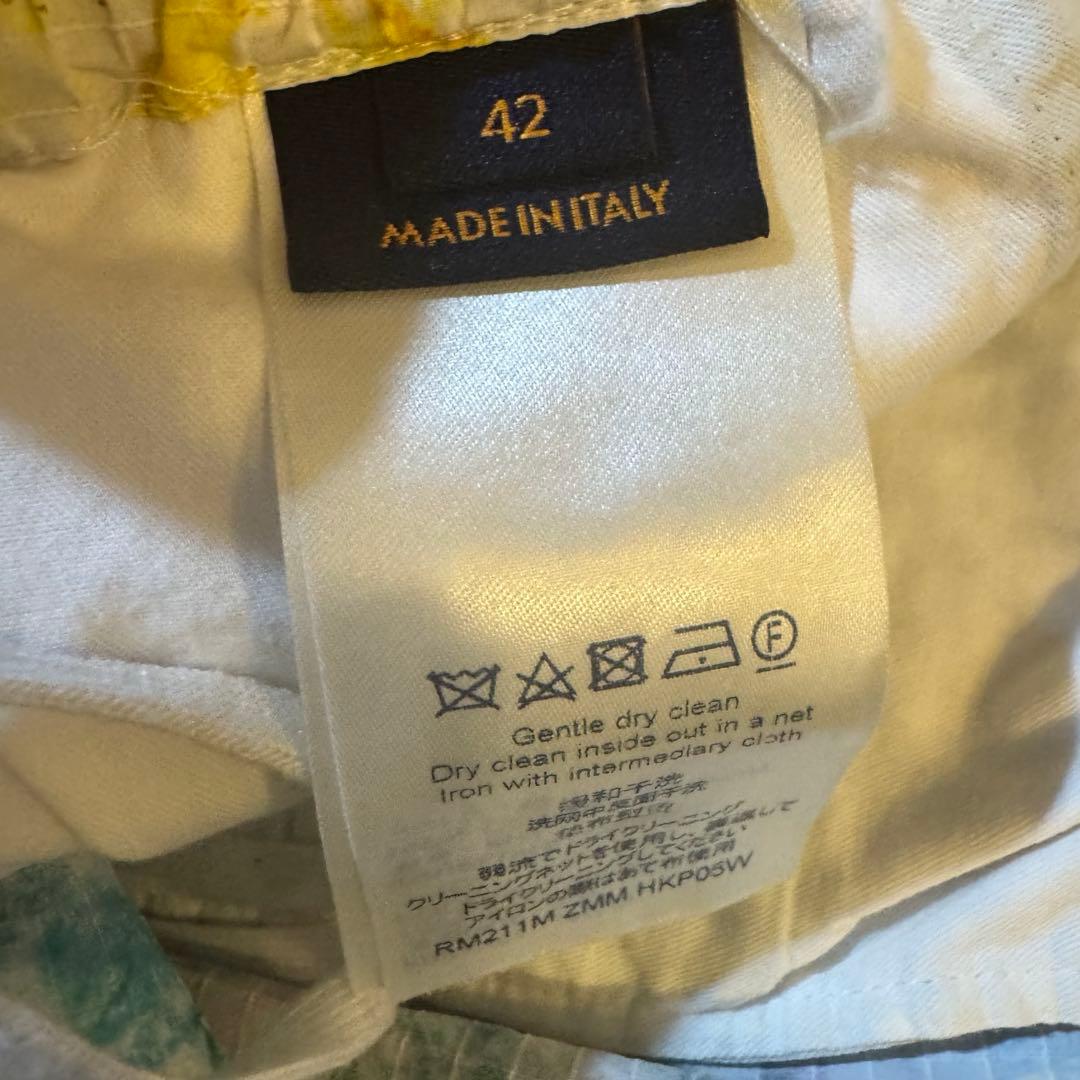 42
MADE IN ITALY
F
Gentle dry clean
Dry clean inside out in a net
Iron with intermediary cloth
缓和干洗
洗网中反面干洗
垫布熨烫
弱流でドライクリーニング
クリーニングネットを使用し、裏返して
ドライクリーニングしてください
アイロンの際はあて布使用
RM211M ZMM HKP05W